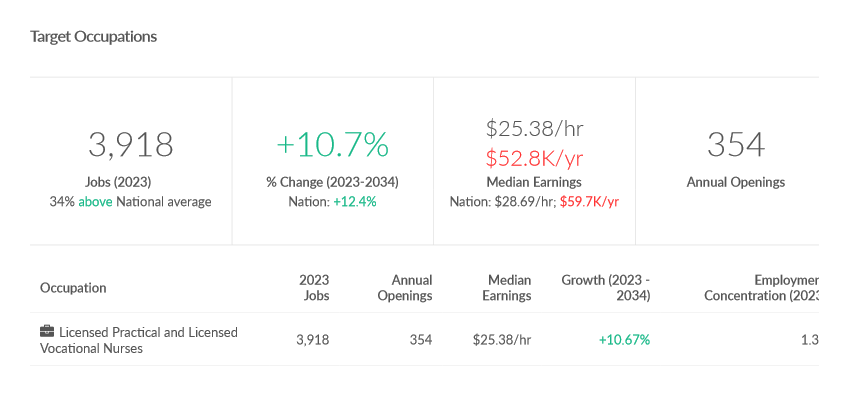 Target Occupations
3,918
Jobs (2023)
34% above National average
+10.7%
% Change (2023-2034)
Nation: +12.4%
$25.38/hr
$52.8K/yr
Median Earnings
Nation: $28.69/hr; $59.7K/yr
354
Annual Openings
Occupation
2023
Jobs
Annual
Openings
Median
Earnings
Growth (2023 -
2034)
Employmen
Concentration (2023
Licensed Practical and Licensed
Vocational Nurses
3,918
354
$25.38/hr
+10.67%
1.3